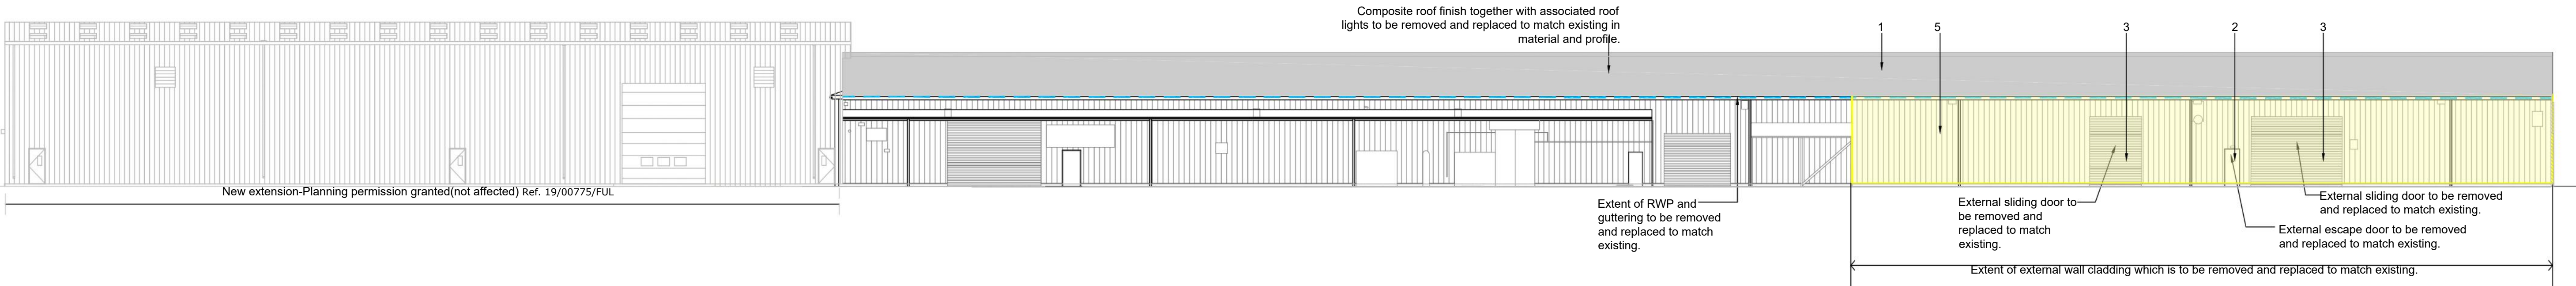 Composite roof finish together with associated roof
lights to be removed and replaced to match existing in
material and profile.
1
5
3
2
3
New extension-Planning permission granted(not affected) Ref. 19/00775/FUL
Extent of RWP and
guttering to be removed
and replaced to match
existing.
External sliding door to
be removed and
replaced to match
existing.
External sliding door to be removed
and replaced to match existing.
External escape door to be removed
and replaced to match existing.
Extent of external wall cladding which is to be removed and replaced to match existing.